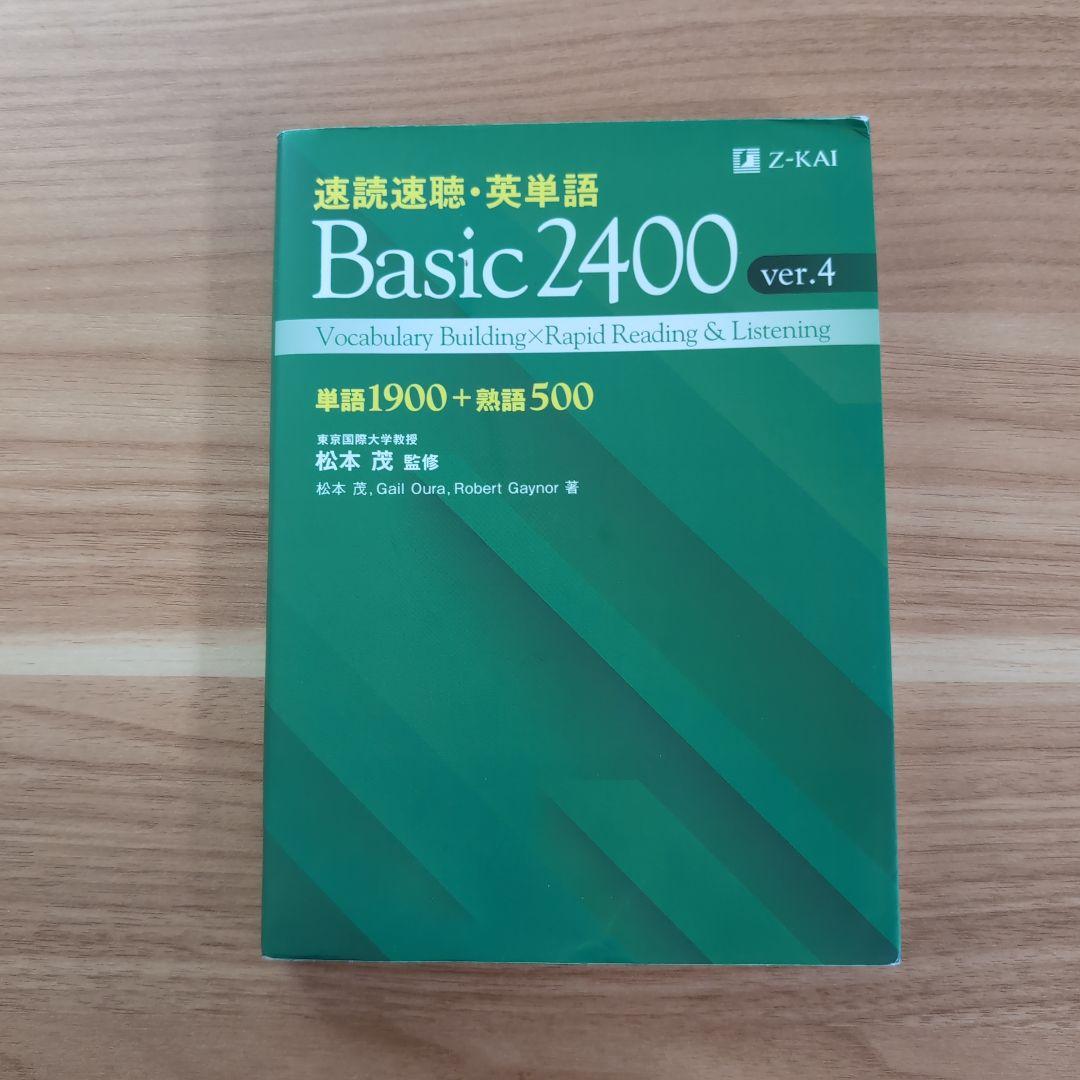 Z-KAI
速読速聴・英単語
Basic 2400
ver.4
Vocabulary Building×Rapid Reading & Listening
単語1900+熟語500
東京国際大学教授
松本 茂 監修
松本 茂, Gail Oura, Robert Gaynor 著